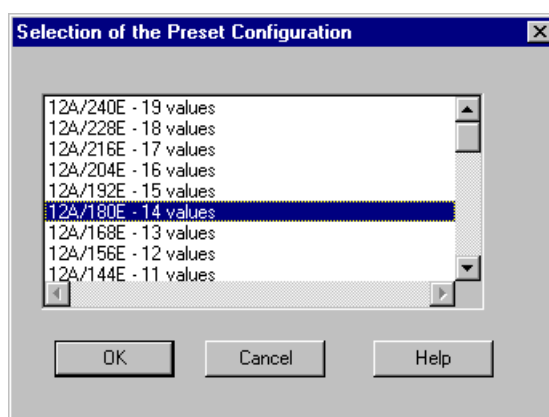 Selection of the Preset Configuration
12A/240E - 19 values
12A/228E - 18 values
12A/216E - 17 values
12A/204E - 16 values
12A/192E - 15 values
12A/180E - 14 values
12A/168E - 13 values
12A/156E - 12 values
12A/144E - 11 values
OK Cancel Help